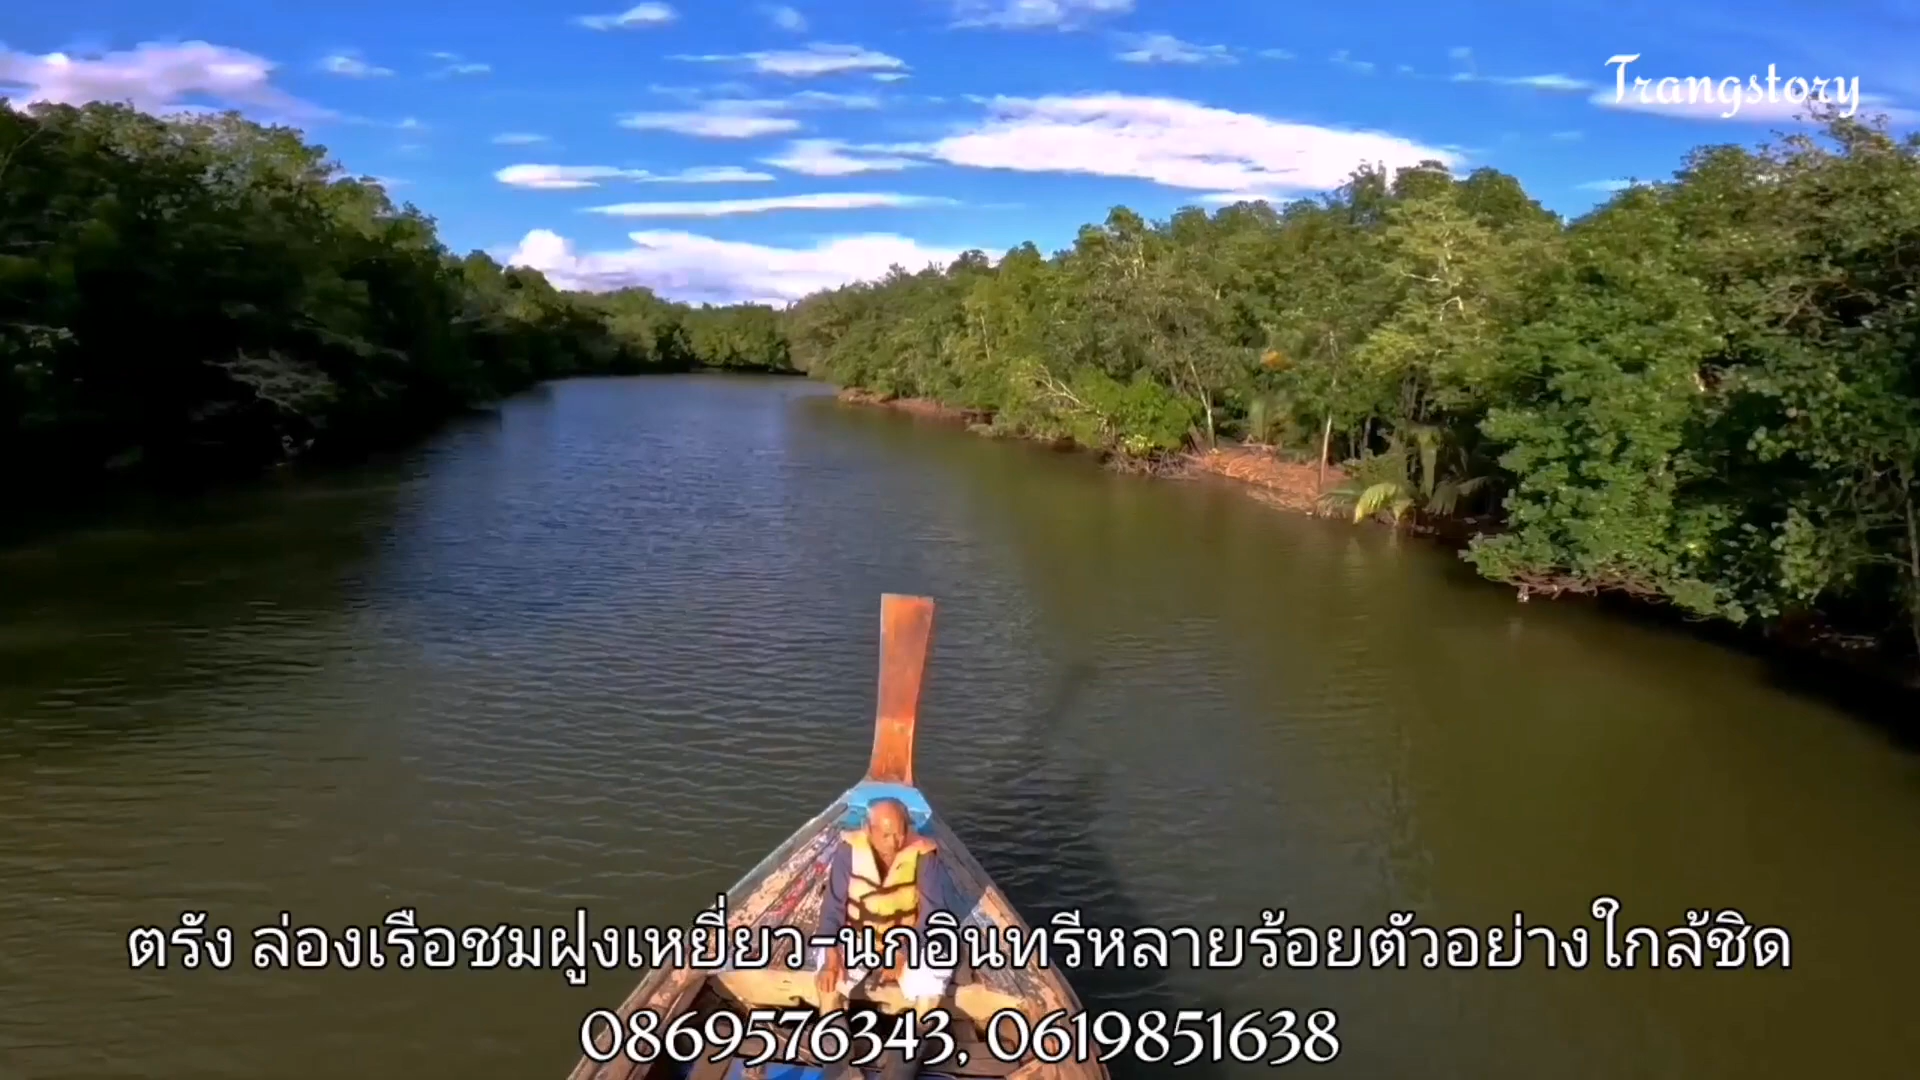 Trangstory
ตรัง ล่องเรือชมฝูงเหยี่ยว-นกอินทรีหลายร้อยตัวอย่างใกล้ชิด
0869576343, 0619851638